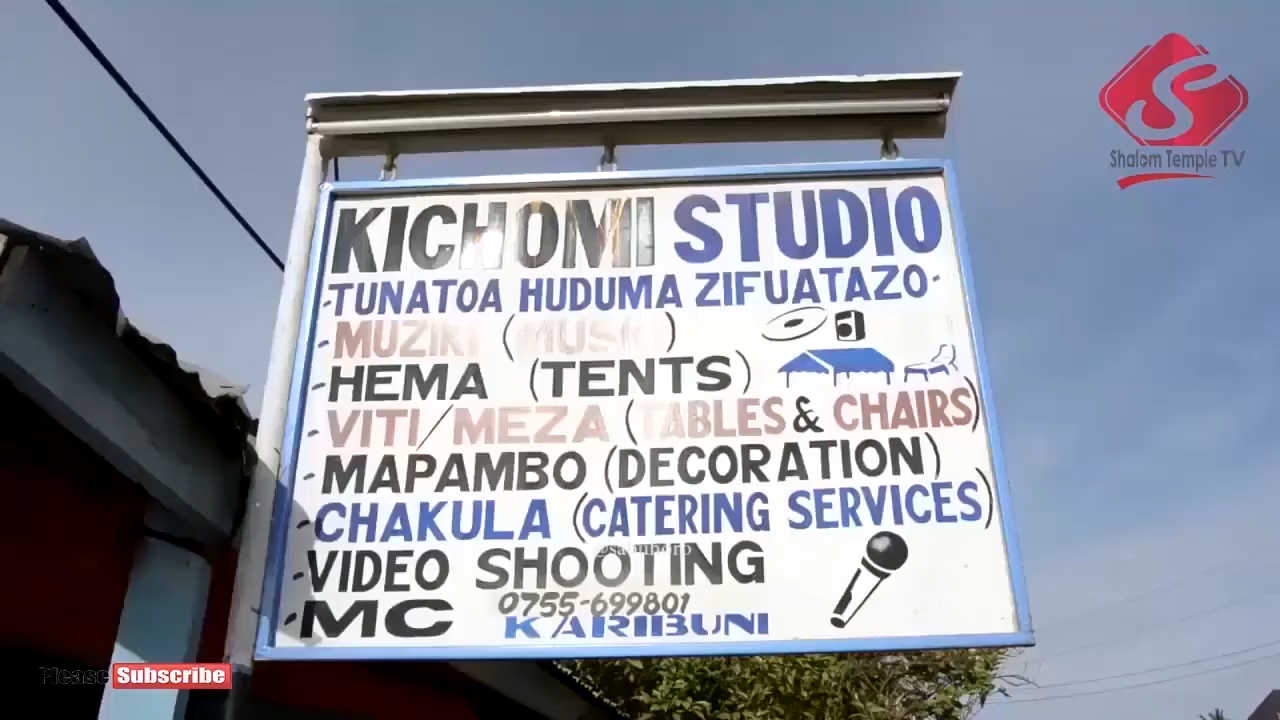 Shalom Temple TV
KICHOMI STUDIO
-TUNATOA HUDUMA ZIFUATAZO-
-MUZIKI (MUSIC)
-HEMA (TENTS)
-VITI/MEZA (TABLES & CHAIRS)
-MAPAMBO (DECORATION)
-CHAKULA (CATERING SERVICES)
-VIDEO SHOOTING
-MC 0755-699801
KARIBUNI
Please Subscribe